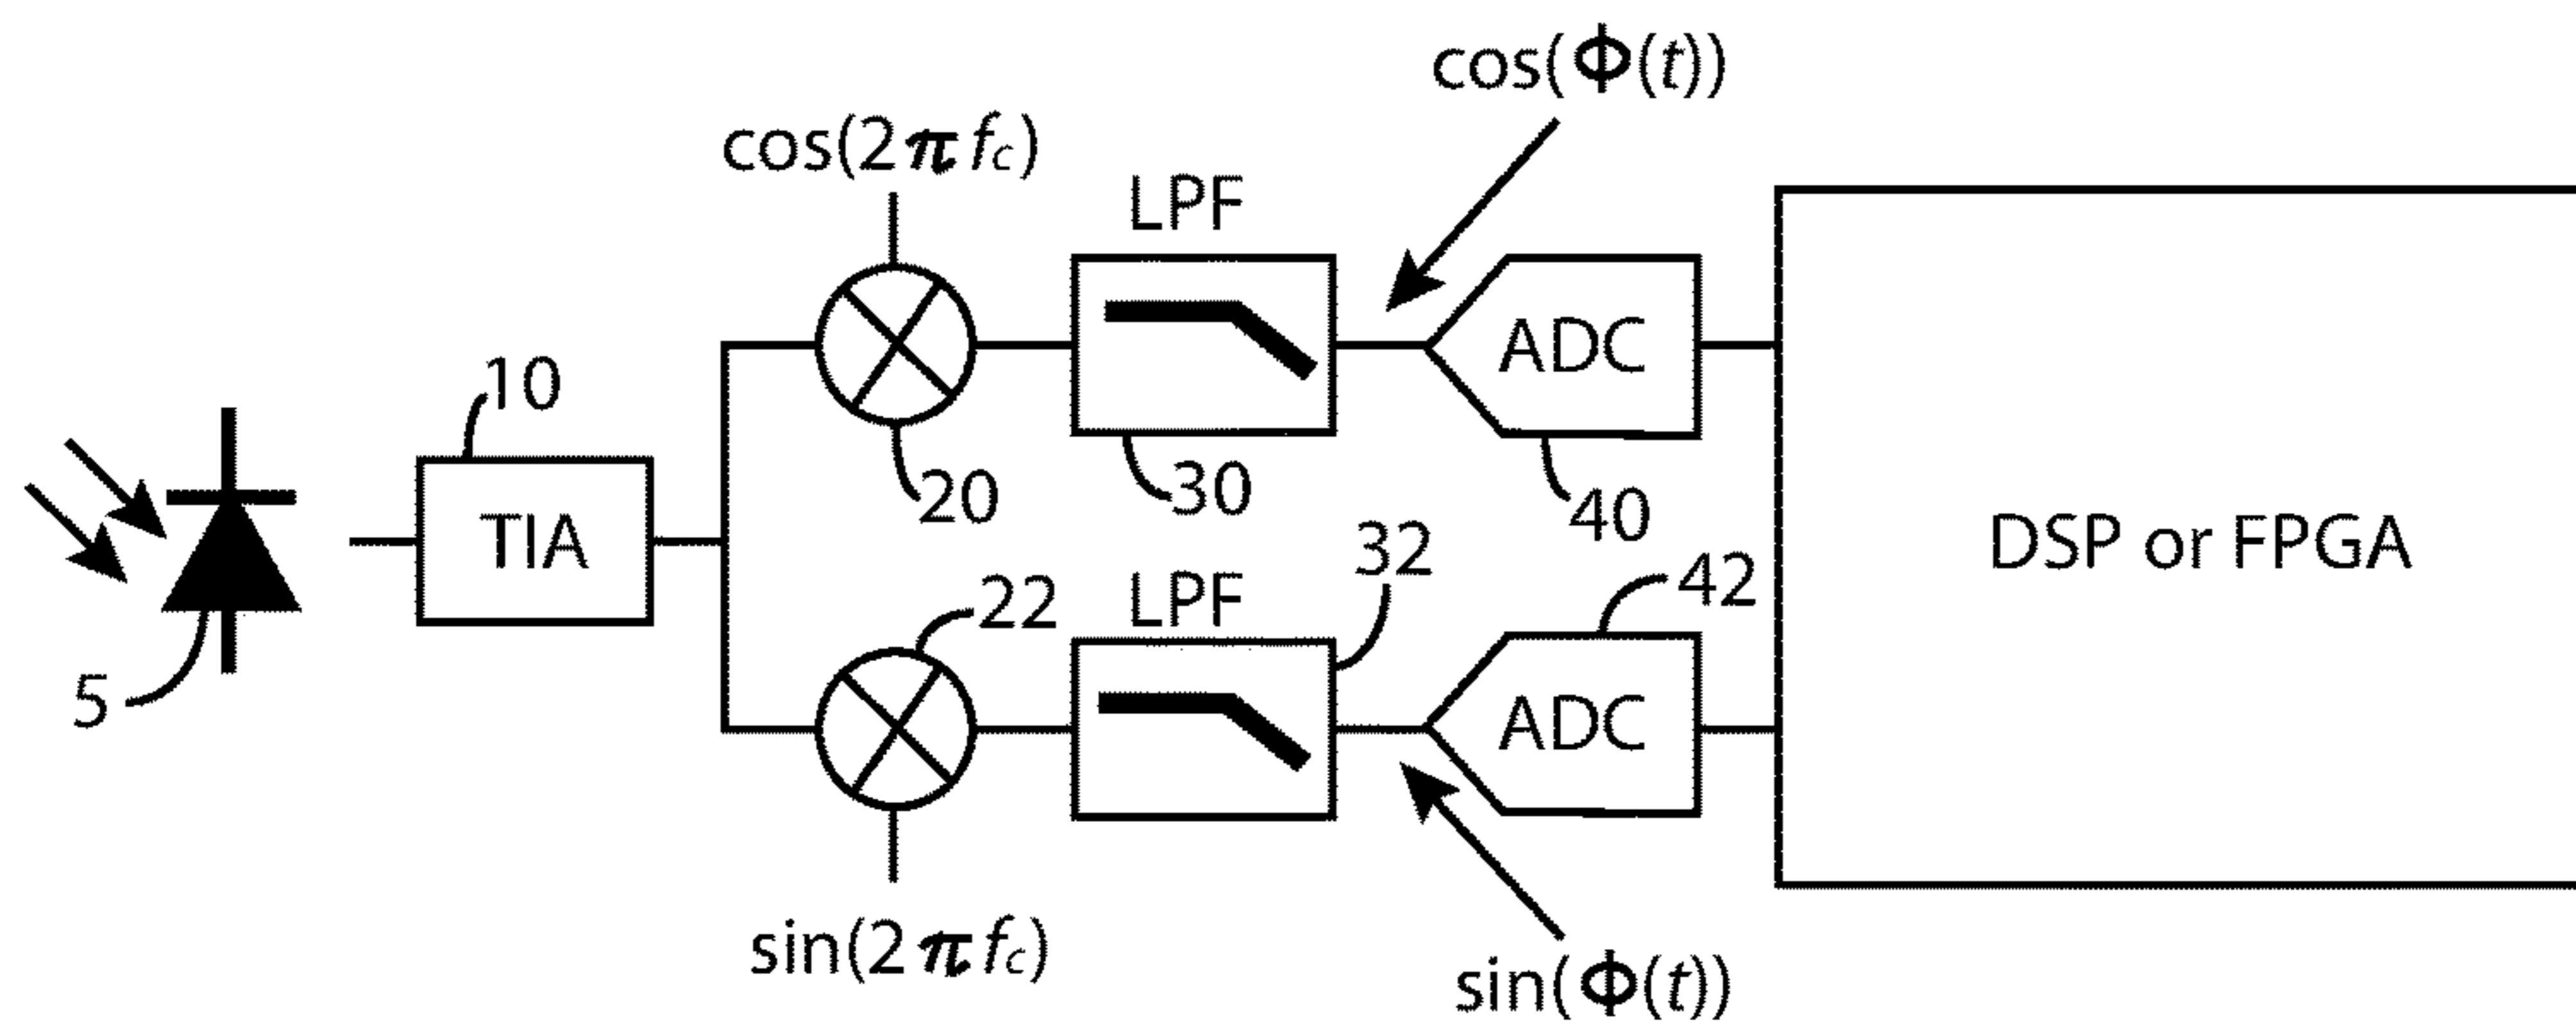 cos(Φ(t))
cos(2πfc)
LPF
10
TIA
20
30
ADC
40
DSP or FPGA
5
22
LPF
32
42
ADC
sin(2πfc)
sin(Φ(t))